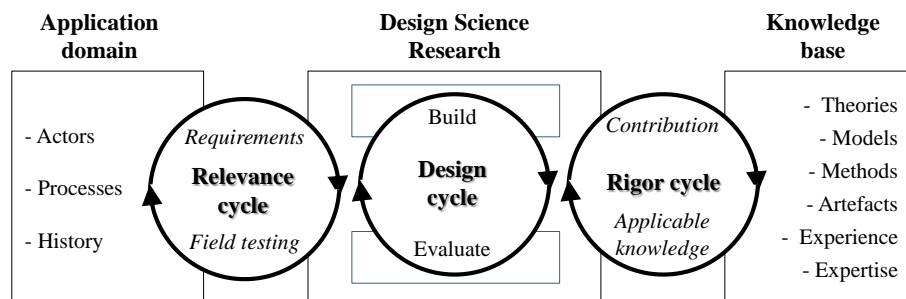 Application
domain
- Actors
- Processes
- History
Requirements
Relevance
cycle
Field testing
Design Science
Research
Build
Design
cycle
Evaluate
Contribution
Rigor cycle
Applicable
knowledge
Knowledge
base
- Theories
- Models
- Methods
- Artefacts
- Experience
- Expertise